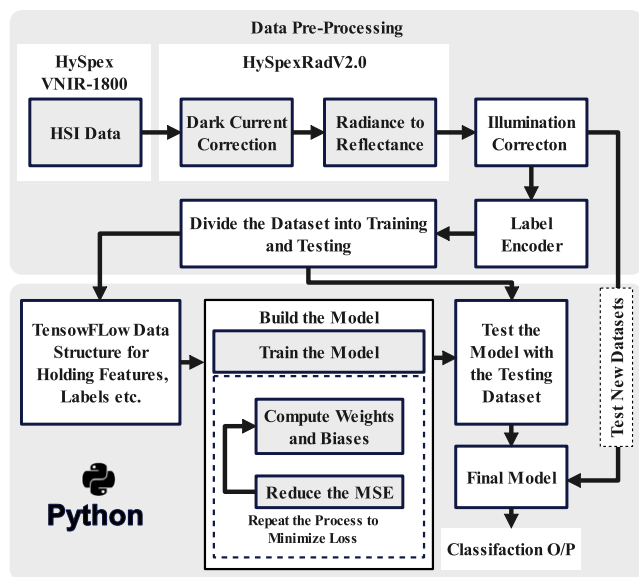 Data Pre-Processing
HySpex
VNIR-1800
HySpexRadV2.0
HSI Data
Dark Current
Correction
Radiance to
Reflectance
Illumination
Correcton
Divide the Dataset into Training
and Testing
Label
Encoder
TensowFLow Data
Structure for
Holding Features,
Labels etc.
Build the Model
Train the Model
Compute Weights
and Biases
Reduce the MSE
Repeat the Process to
Minimize Loss
Test the
Model with
the Testing
Dataset
Test New Datasets
Final Model
Classifaction O/P
Python